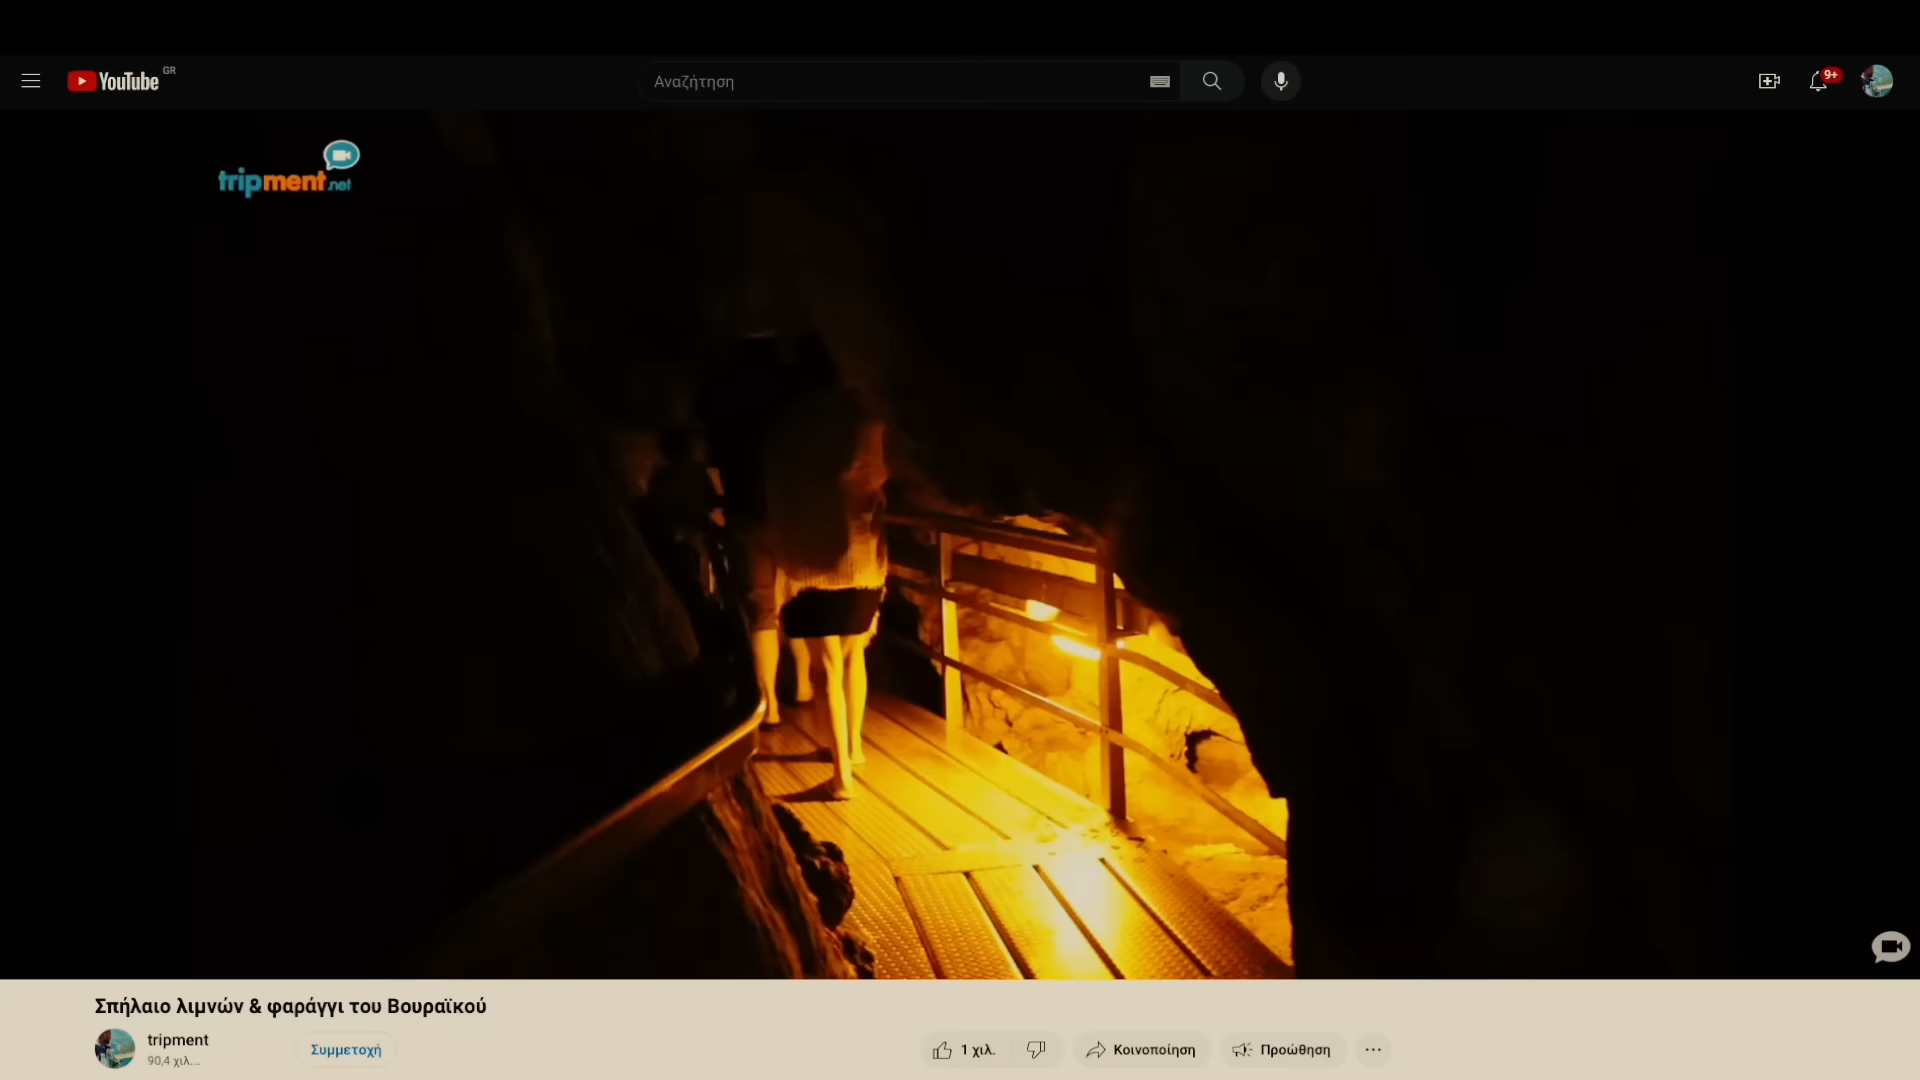 YouTube GR
Αναζήτηση
9+
tripment.net
Σπήλαιο λιμνών & φαράγγι του Βουραϊκού
tripment
90,4 χιλ....
Συμμετοχή
1 χιλ.
Κοινοποίηση
Προώθηση